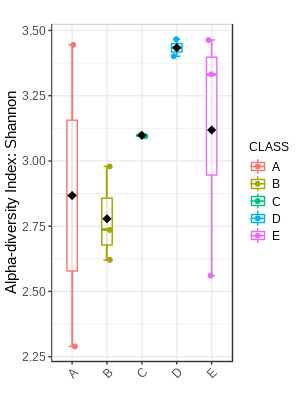 Alpha-diversity Index: Shannon
3.50
3.25
3.00
2.75
2.50
2.25
A
B
C
D
E
CLASS
A
B
C
D
E